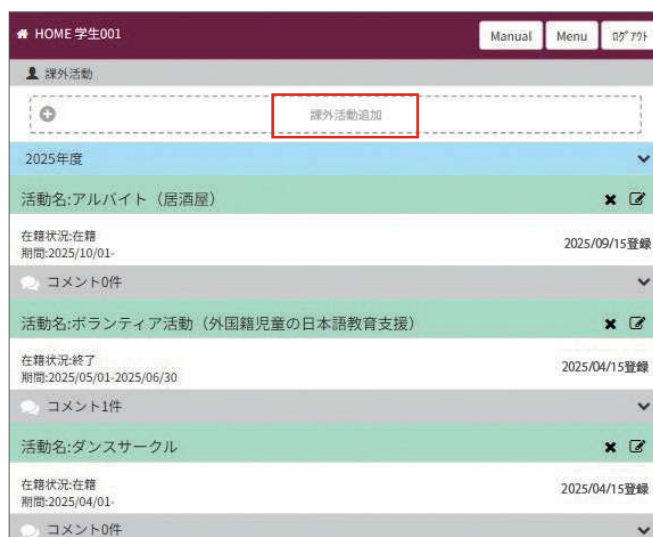 HOME 学生001
Manual
Menu
ﾛｸﾞｱｳﾄ
課外活動
課外活動追加
2025年度
活動名:アルバイト（居酒屋）
在籍状況:在籍
期間:2025/10/01-
2025/09/15登録
コメント0件
活動名:ボランティア活動（外国籍児童の日本語教育支援）
在籍状況:終了
期間:2025/05/01-2025/06/30
2025/04/15登録
コメント1件
活動名:ダンスサークル
在籍状況:在籍
期間:2025/04/01-
2025/04/15登録
コメント0件